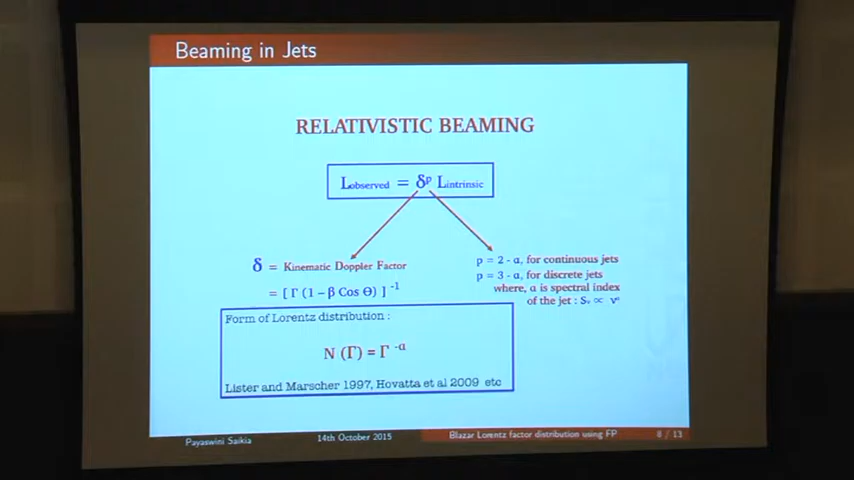 Beaming in Jets
RELATIVISTIC BEAMING
Lobserved = δᵖ Lintrinsic
δ = Kinematic Doppler Factor
= [ Γ (1 – β Cos Θ) ] ⁻¹
p = 2 - α, for continuous jets
p = 3 - α, for discrete jets
where, α is spectral index
of the jet : Sᵥ ∝ νᵅ
Form of Lorentz distribution :
N (Γ) = Γ ⁻ᵅ
Lister and Marscher 1997, Hovatta et al 2009 etc
Payaswini Saikia
14th October 2015
Blazar Lorentz factor distribution using FP
8 / 13